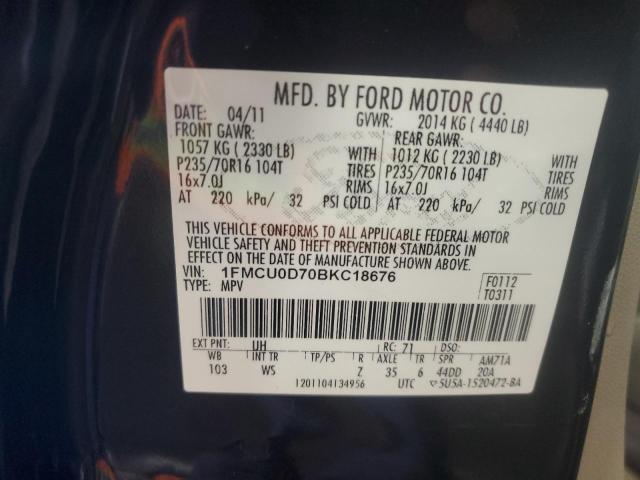 MFD. BY FORD MOTOR CO.
DATE: 04/11 GVWR: 2014 KG ( 4440 LB)
FRONT GAWR: REAR GAWR:
1057 KG ( 2330 LB) WITH 1012 KG ( 2230 LB) WITH
P235/70R16 104T TIRES P235/70R16 104T TIRES
16x7.0J RIMS 16x7.0J RIMS
AT 220 kPa/ 32 PSI COLD AT 220 kPa/ 32 PSI COLD
THIS VEHICLE CONFORMS TO ALL APPLICABLE FEDERAL MOTOR
VEHICLE SAFETY AND THEFT PREVENTION STANDARDS IN
EFFECT ON THE DATE OF MANUFACTURE SHOWN ABOVE.
VIN: 1FMCU0D70BKC18676 F0112
TYPE: MPV T0311
EXT PNT: UH RC: 71 DSO:
WB INT TR TP/PS R AXLE TR SPR AM71A
103 WS Z 35 6 44DD 20A
1201104134956 UTC 5U5A-1520472-BA